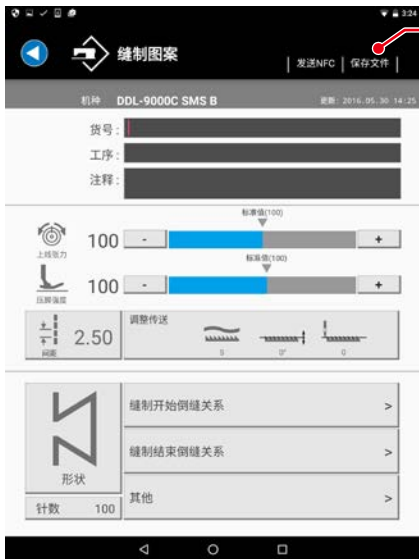 3:24
缝制图案
发送NFC
保存文件
机种 DDL-9000C SMS B
更新: 2016.05.30 14:25
货号:
工序:
注释:
标准值(100)
上线张力
100 - +
标准值(100)
压脚强度
100 - +
间距
2.50
调整传送
S 0° 0
形状
缝制开始倒缝关系 >
缝制结束倒缝关系 >
针数 100
其他 >